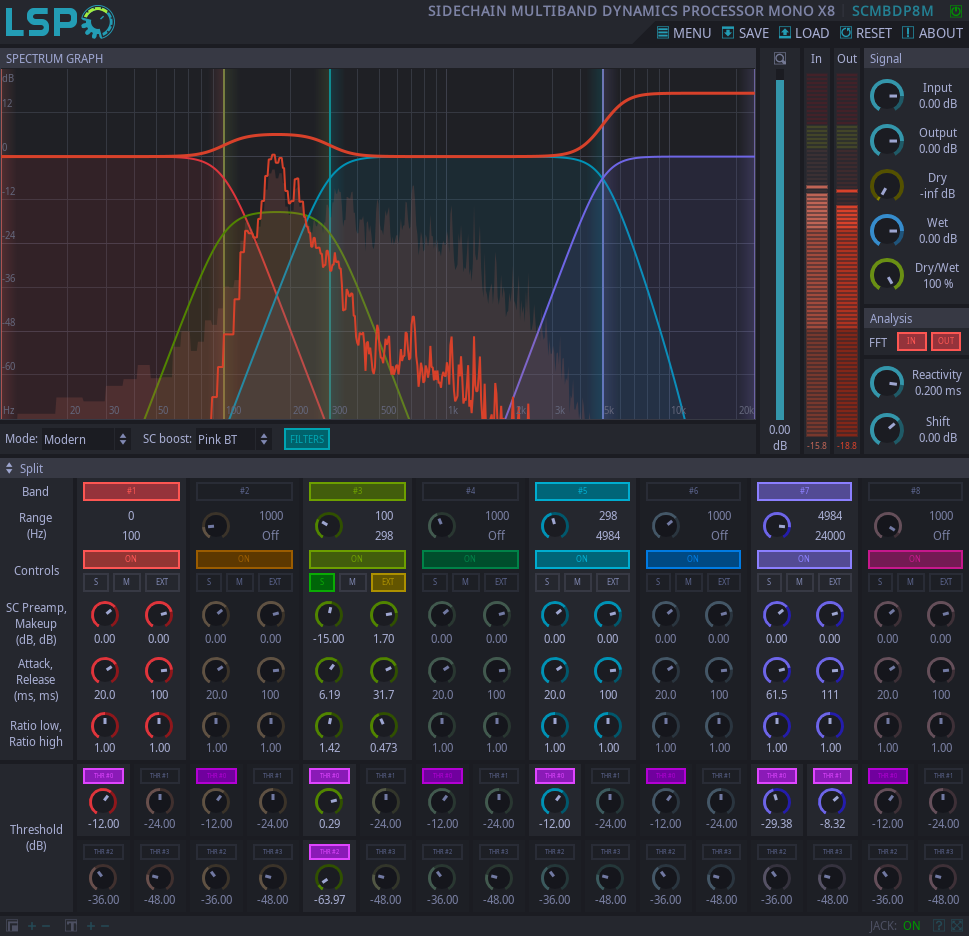 LSP
SIDECHAIN MULTIBAND DYNAMICS PROCESSOR MONO X8 SCMBDP8M
MENU SAVE LOAD RESET ABOUT
SPECTRUM GRAPH
In Out
Signal
dB
12
0
-12
-24
-36
-48
-60
Hz 20 30 50 100 200 300 500 1k 2k 3k 5k 10k 20k
0.00
dB
-15.8 -18.8
Input
0.00 dB
Output
0.00 dB
Dry
-inf dB
Wet
0.00 dB
Dry/Wet
100 %
Analysis
FFT IN OUT
Reactivity
0.200 ms
Shift
0.00 dB
Mode: Modern SC boost: Pink BT FILTERS
Split
Band #1 #2 #3 #4 #5 #6 #7 #8
Range 0 1000 100 1000 298 1000 4984 1000
(Hz) 100 Off 298 Off 4984 Off 24000 Off
ON ON ON ON ON ON ON ON
Controls
S M EXT S M EXT S M EXT S M EXT S M EXT S M EXT S M EXT S M EXT
SC Preamp,
Makeup
(dB, dB) 0.00 0.00 0.00 0.00 -15.00 1.70 0.00 0.00 0.00 0.00 0.00 0.00 0.00 0.00 0.00 0.00
Attack,
Release
(ms, ms) 20.0 100 20.0 100 6.19 31.7 20.0 100 20.0 100 20.0 100 61.5 111 20.0 100
Ratio low,
Ratio high 1.00 1.00 1.00 1.00 1.42 0.473 1.00 1.00 1.00 1.00 1.00 1.00 1.00 1.00 1.00 1.00
THR #0 THR #1 THR #0 THR #1 THR #0 THR #1 THR #0 THR #1 THR #0 THR #1 THR #0 THR #1 THR #0 THR #1 THR #0 THR #1
-12.00 -24.00 -12.00 -24.00 0.29 -24.00 -12.00 -24.00 -12.00 -24.00 -12.00 -24.00 -29.38 -8.32 -12.00 -24.00
Threshold
(dB)
THR #2 THR #3 THR #2 THR #3 THR #2 THR #3 THR #2 THR #3 THR #2 THR #3 THR #2 THR #3 THR #2 THR #3 THR #2 THR #3
-36.00 -48.00 -36.00 -48.00 -63.97 -48.00 -36.00 -48.00 -36.00 -48.00 -36.00 -48.00 -36.00 -48.00 -36.00 -48.00
JACK: ON